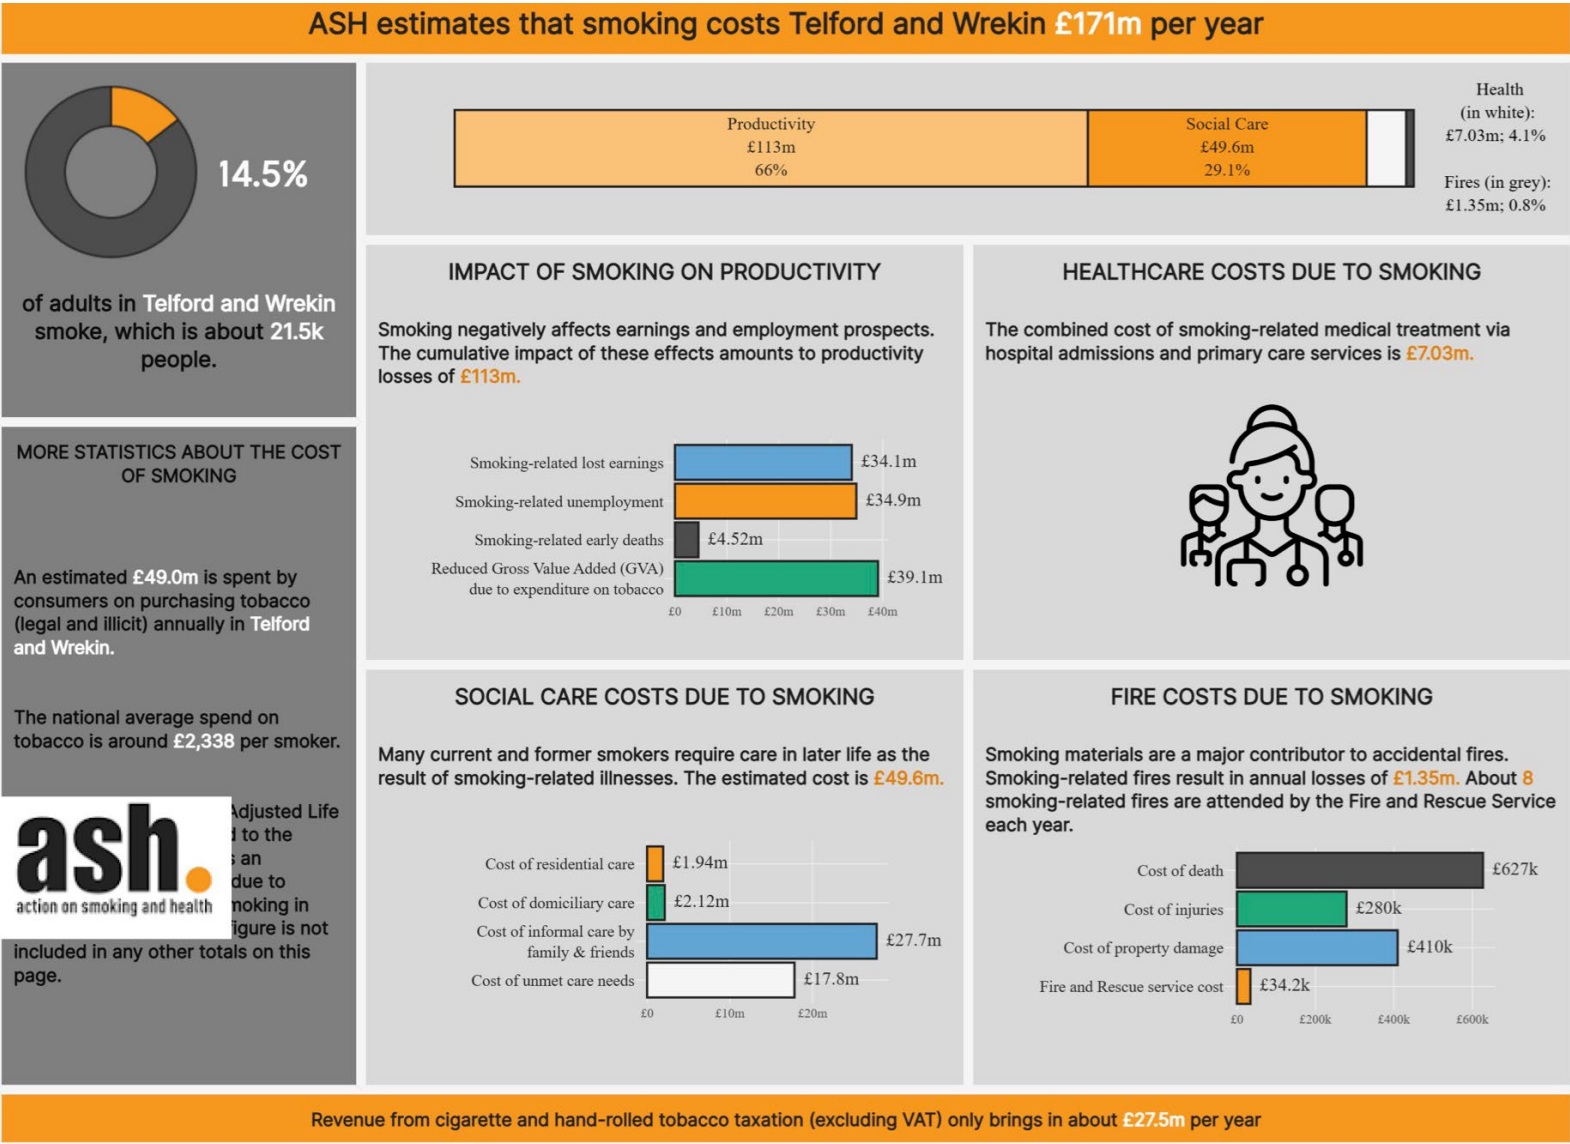 ASH estimates that smoking costs Telford and Wrekin £171m per year
14.5%
of adults in Telford and Wrekin
smoke, which is about 21.5k
people.
Productivity
£113m
66%
Social Care
£49.6m
29.1%
Health
(in white):
£7.03m; 4.1%
Fires (in grey):
£1.35m; 0.8%
MORE STATISTICS ABOUT THE COST
OF SMOKING
An estimated £49.0m is spent by
consumers on purchasing tobacco
(legal and illicit) annually in Telford
and Wrekin.
The national average spend on
tobacco is around £2,338 per smoker.
Adjusted Life
to the
an
due to
in
is not
included in any other totals on this
page.
ash.
action on smoking and health
IMPACT OF SMOKING ON PRODUCTIVITY
Smoking negatively affects earnings and employment prospects.
The cumulative impact of these effects amounts to productivity
losses of £113m.
Smoking-related lost earnings £34.1m
Smoking-related unemployment £34.9m
Smoking-related early deaths £4.52m
Reduced Gross Value Added (GVA)
due to expenditure on tobacco £39.1m
£0 £10m £20m £30m £40m
HEALTHCARE COSTS DUE TO SMOKING
The combined cost of smoking-related medical treatment via
hospital admissions and primary care services is £7.03m.
SOCIAL CARE COSTS DUE TO SMOKING
Many current and former smokers require care in later life as the
result of smoking-related illnesses. The estimated cost is £49.6m.
Cost of residential care £1.94m
Cost of domiciliary care £2.12m
Cost of informal care by
family & friends £27.7m
Cost of unmet care needs £17.8m
£0 £10m £20m
FIRE COSTS DUE TO SMOKING
Smoking materials are a major contributor to accidental fires.
Smoking-related fires result in annual losses of £1.35m. About 8
smoking-related fires are attended by the Fire and Rescue Service
each year.
Cost of death £627k
Cost of injuries £280k
Cost of property damage £410k
Fire and Rescue service cost £34.2k
£0 £200k £400k £600k
Revenue from cigarette and hand-rolled tobacco taxation (excluding VAT) only brings in about £27.5m per year